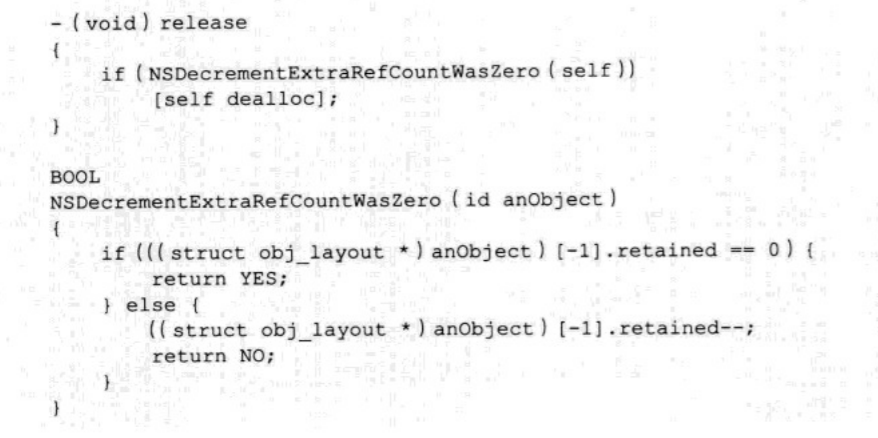 - (void) release
{
    if (NSDecrementExtraRefCountWasZero (self))
        [self dealloc];
}

BOOL
NSDecrementExtraRefCountWasZero (id anObject)
{
    if (((struct obj_layout *) anObject) [-1].retained == 0) {
        return YES;
    } else {
        ((struct obj_layout *) anObject) [-1].retained--;
        return NO;
    }
}